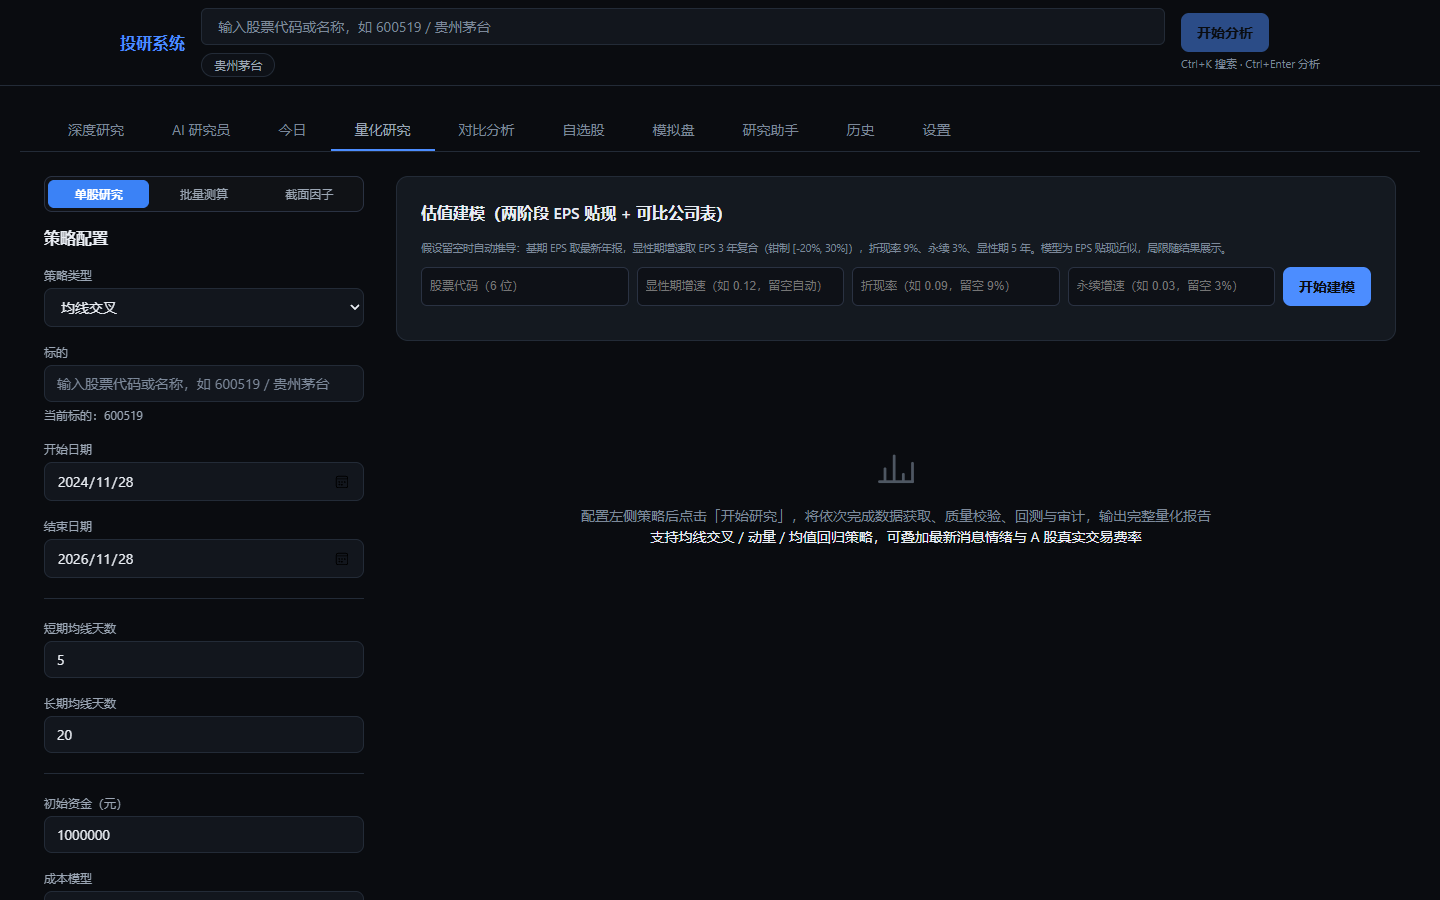 投研系统
输入股票代码或名称，如 600519 / 贵州茅台
开始分析
贵州茅台
Ctrl+K 搜索 · Ctrl+Enter 分析
深度研究
AI 研究员
今日
量化研究
对比分析
自选股
模拟盘
研究助手
历史
设置
单股研究
批量测算
截面因子
策略配置
策略类型
均线交叉
标的
输入股票代码或名称，如 600519 / 贵州茅台
当前标的：600519
开始日期
2024/11/28
结束日期
2026/11/28
短期均线天数
5
长期均线天数
20
初始资金（元）
1000000
成本模型
估值建模（两阶段 EPS 贴现 + 可比公司表）
假设留空时自动推导：基期 EPS 取最新年报，显性期增速取 EPS 3 年复合（钳制 [-20%, 30%]），折现率 9%、永续 3%、显性期 5 年。模型为 EPS 贴现近似，局限随结果展示。
股票代码（6 位）
显性期增速（如 0.12，留空自动）
折现率（如 0.09，留空 9%）
永续增速（如 0.03，留空 3%）
开始建模
配置左侧策略后点击「开始研究」，将依次完成数据获取、质量校验、回测与审计，输出完整量化报告
支持均线交叉 / 动量 / 均值回归策略，可叠加最新消息情绪与 A 股真实交易费率